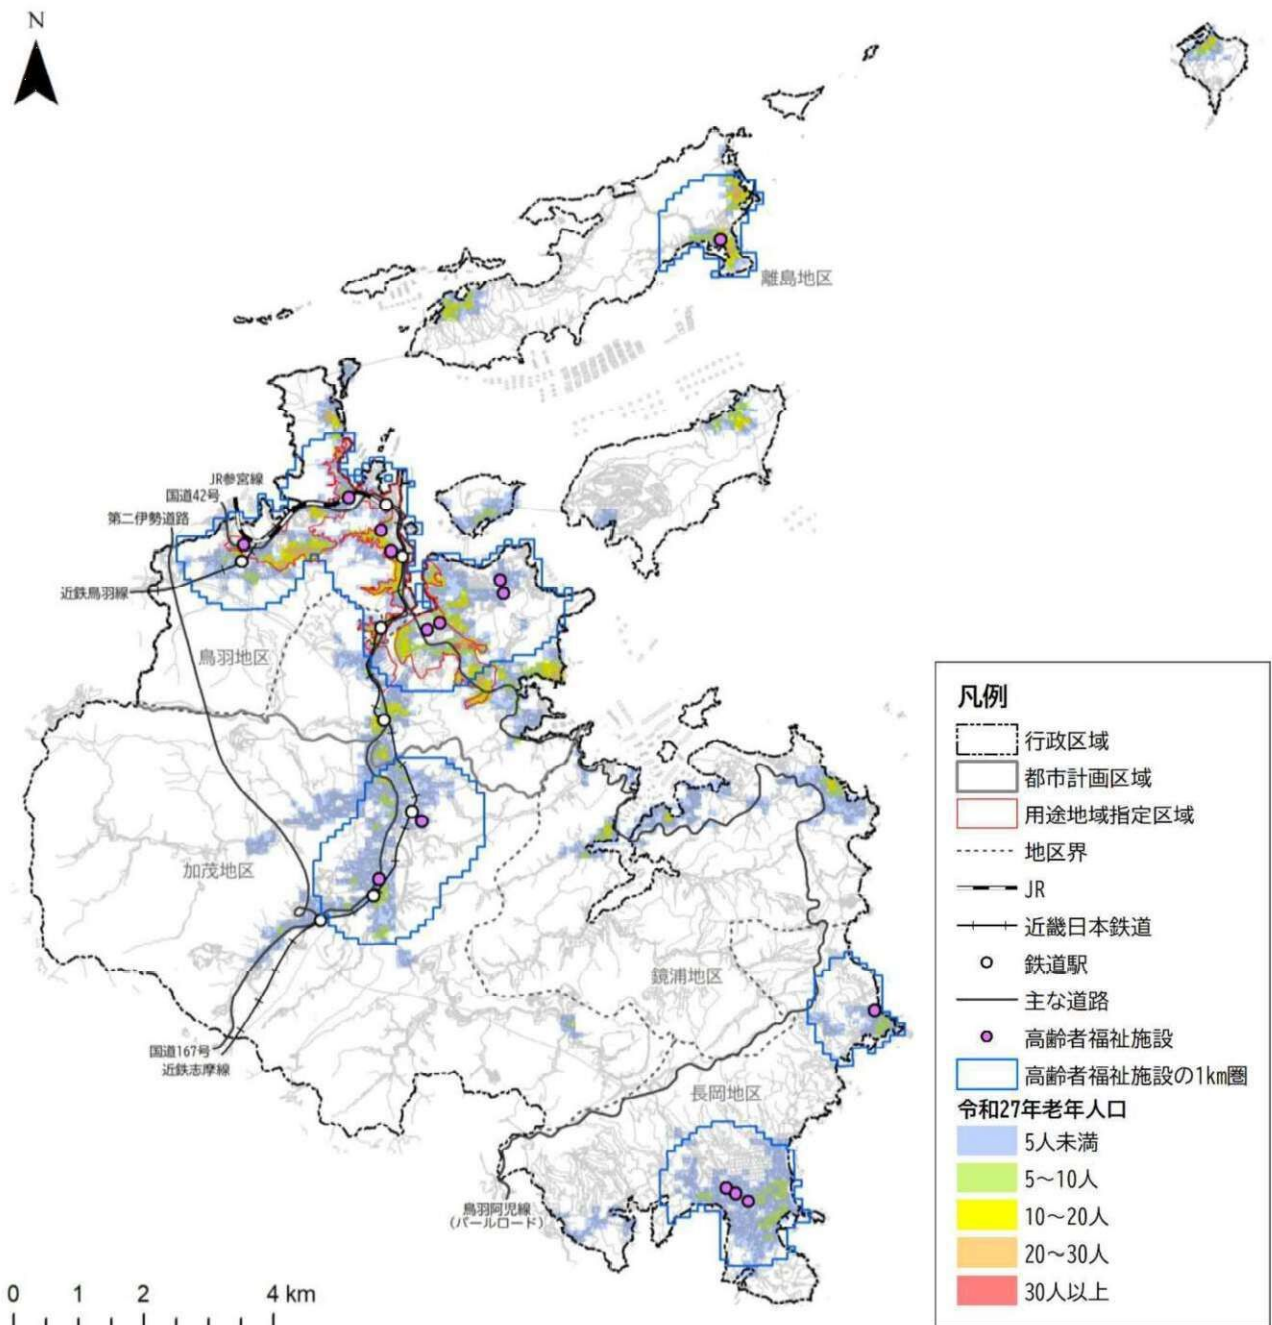 N
離島地区
JR参宮線
国道42号
第二伊勢道路
近鉄鳥羽線
鳥羽地区
加茂地区
鏡浦地区
国道167号
近鉄志摩線
長岡地区
鳥羽阿児線
(パールロード)
凡例
行政区域
都市計画区域
用途地域指定区域
地区界
JR
近畿日本鉄道
鉄道駅
主な道路
高齢者福祉施設
高齢者福祉施設の1km圏
令和27年老年人口
5人未満
5～10人
10～20人
20～30人
30人以上
0 1 2 4 km